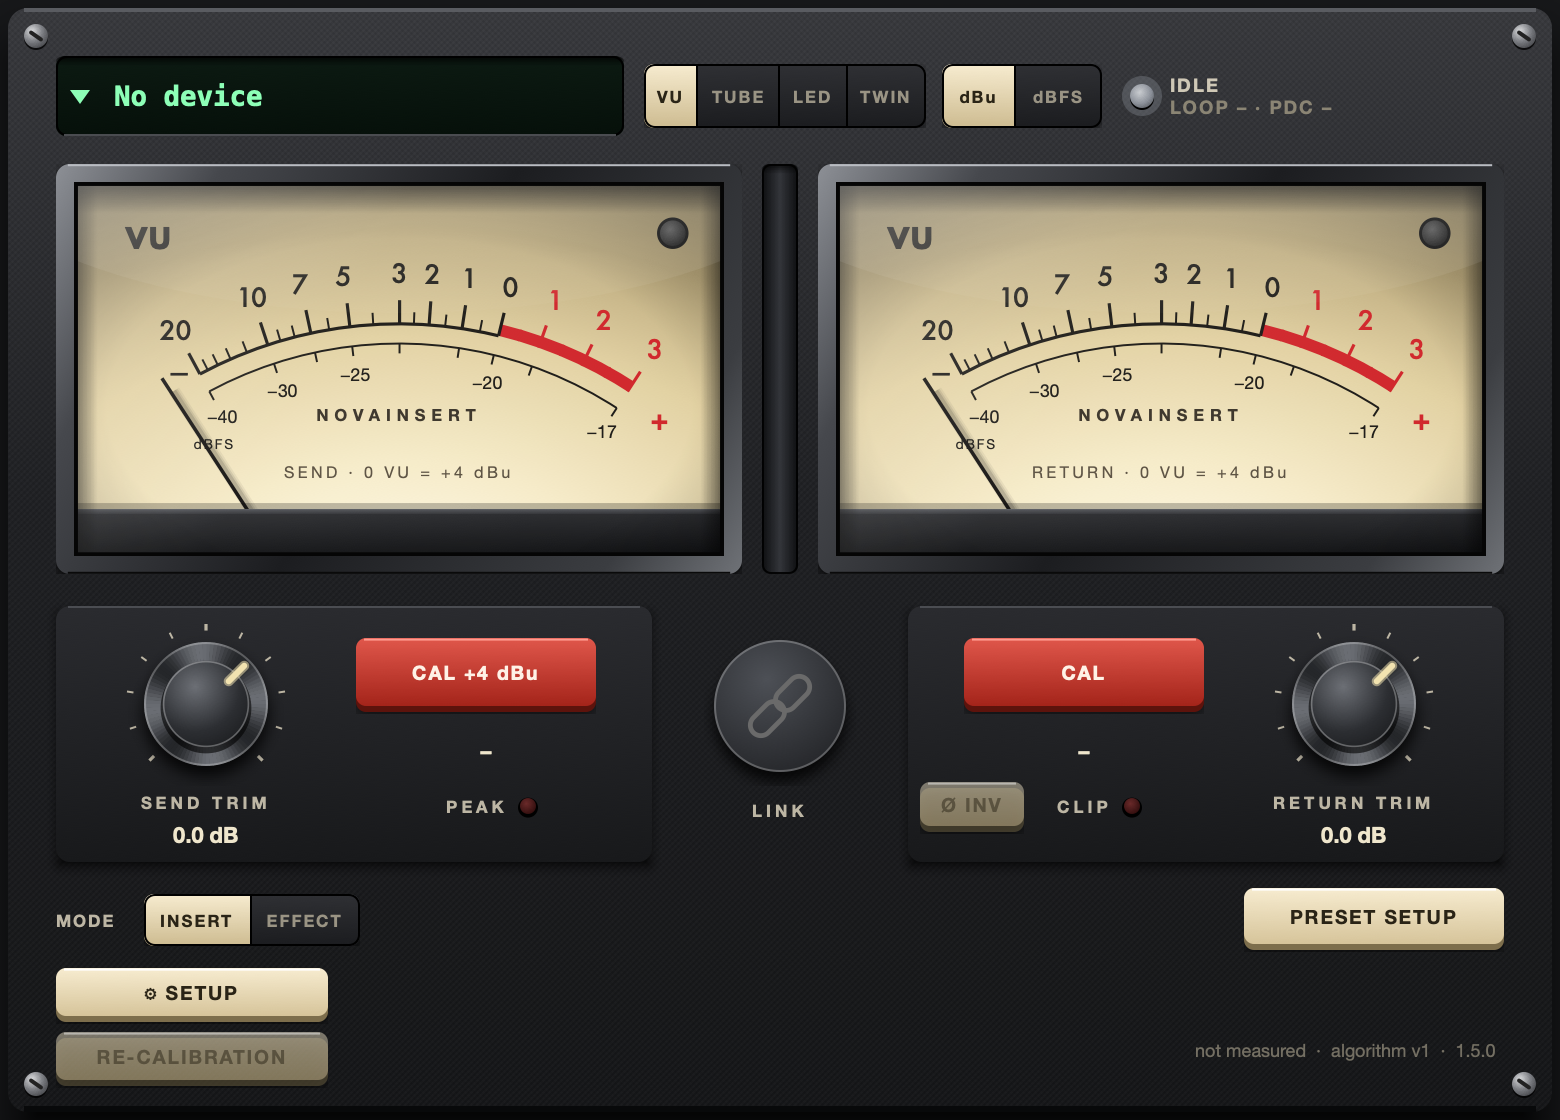 ▼ No device
VU TUBE LED TWIN
dBu dBFS
IDLE
LOOP – · PDC –
VU
20 10 7 5 3 2 1 0 1 2 3
– +
–40 –30 –25 –20 –17
dBFS
NOVAINSERT
SEND · 0 VU = +4 dBu
VU
20 10 7 5 3 2 1 0 1 2 3
– +
–40 –30 –25 –20 –17
dBFS
NOVAINSERT
RETURN · 0 VU = +4 dBu
SEND TRIM
0.0 dB
CAL +4 dBu
–
PEAK
LINK
CAL
–
Ø INV
CLIP
RETURN TRIM
0.0 dB
MODE INSERT EFFECT
PRESET SETUP
⚙ SETUP
RE-CALIBRATION
not measured · algorithm v1 · 1.5.0